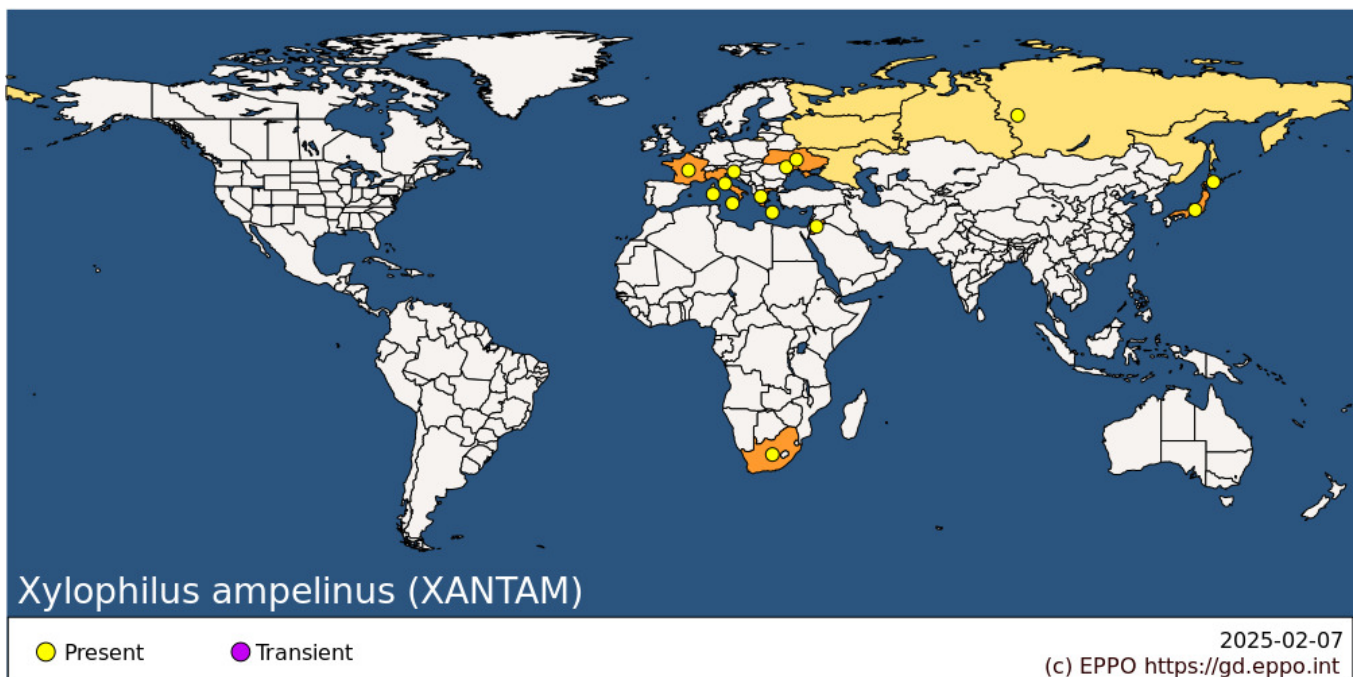 Xylophilus ampelinus (XANTAM)
Present
Transient
2025-02-07
(c) EPPO https://gd.eppo.int